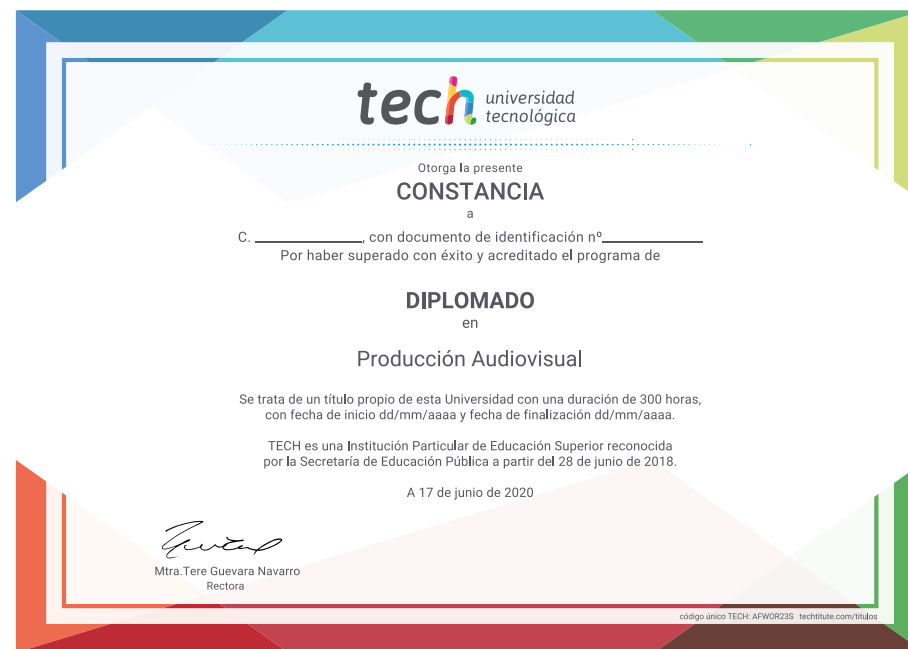 tech universidad
tecnológica
Otorga la presente
CONSTANCIA
a
C. ____________, con documento de identificación nº____________
Por haber superado con éxito y acreditado el programa de
DIPLOMADO
en
Producción Audiovisual
Se trata de un título propio de esta Universidad con una duración de 300 horas,
con fecha de inicio dd/mm/aaaa y fecha de finalización dd/mm/aaaa.
TECH es una Institución Particular de Educación Superior reconocida
por la Secretaría de Educación Pública a partir del 28 de junio de 2018.
A 17 de junio de 2020
Mtra.Tere Guevara Navarro
Rectora
código único TECH: AFWOR23S techtitute.com/titulos